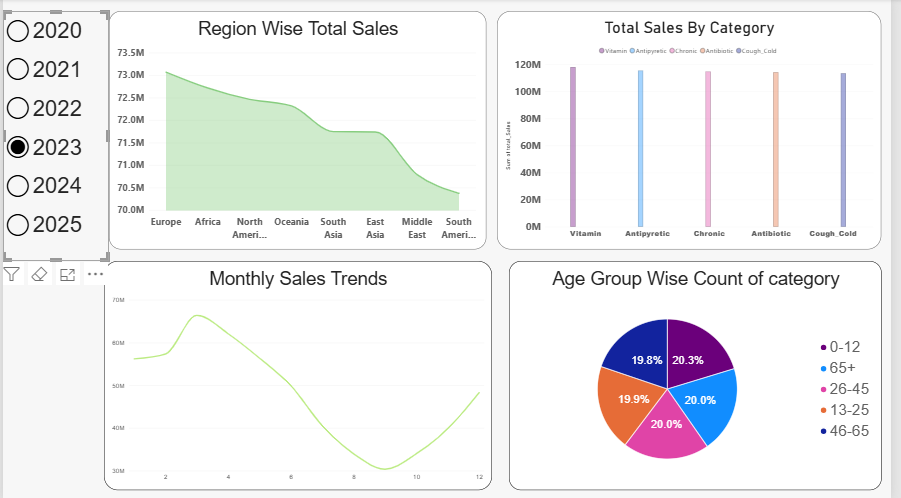 2020
2021
2022
2023
2024
2025
Region Wise Total Sales
73.5M
73.0M
72.5M
72.0M
71.5M
71.0M
70.5M
70.0M
Europe Africa North Ameri... Oceania South Asia East Asia Middle East South Ameri...
Total Sales By Category
Vitamin Antipyretic Chronic Antibiotic Cough_Cold
Sum of total_Sales
120M
100M
80M
60M
40M
20M
0M
Vitamin Antipyretic Chronic Antibiotic Cough_Cold
Monthly Sales Trends
70M
60M
50M
40M
30M
2 4 6 8 10 12
Age Group Wise Count of category
19.8% 20.3%
19.9% 20.0%
20.0%
0-12
65+
26-45
13-25
46-65